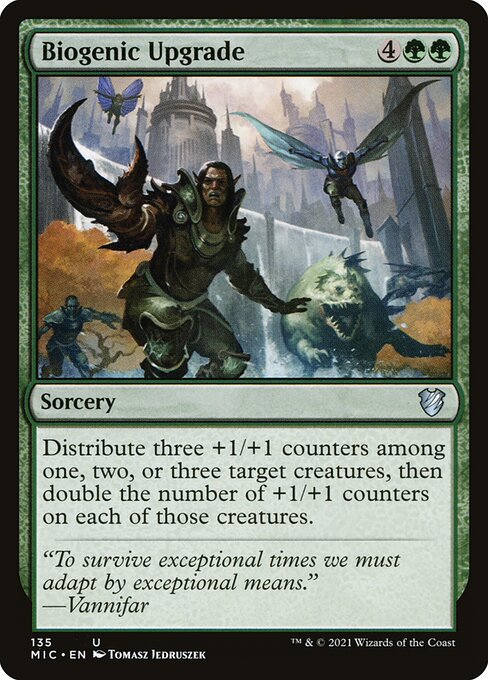 Biogenic Upgrade 4
Sorcery
Distribute three +1/+1 counters among
one, two, or three target creatures, then
double the number of +1/+1 counters
on each of those creatures.
“To survive exceptional times we must
adapt by exceptional means.”
—Vannifar
135 U
MIC • EN Tomasz Jedruszek
™ & © 2021 Wizards of the Coast